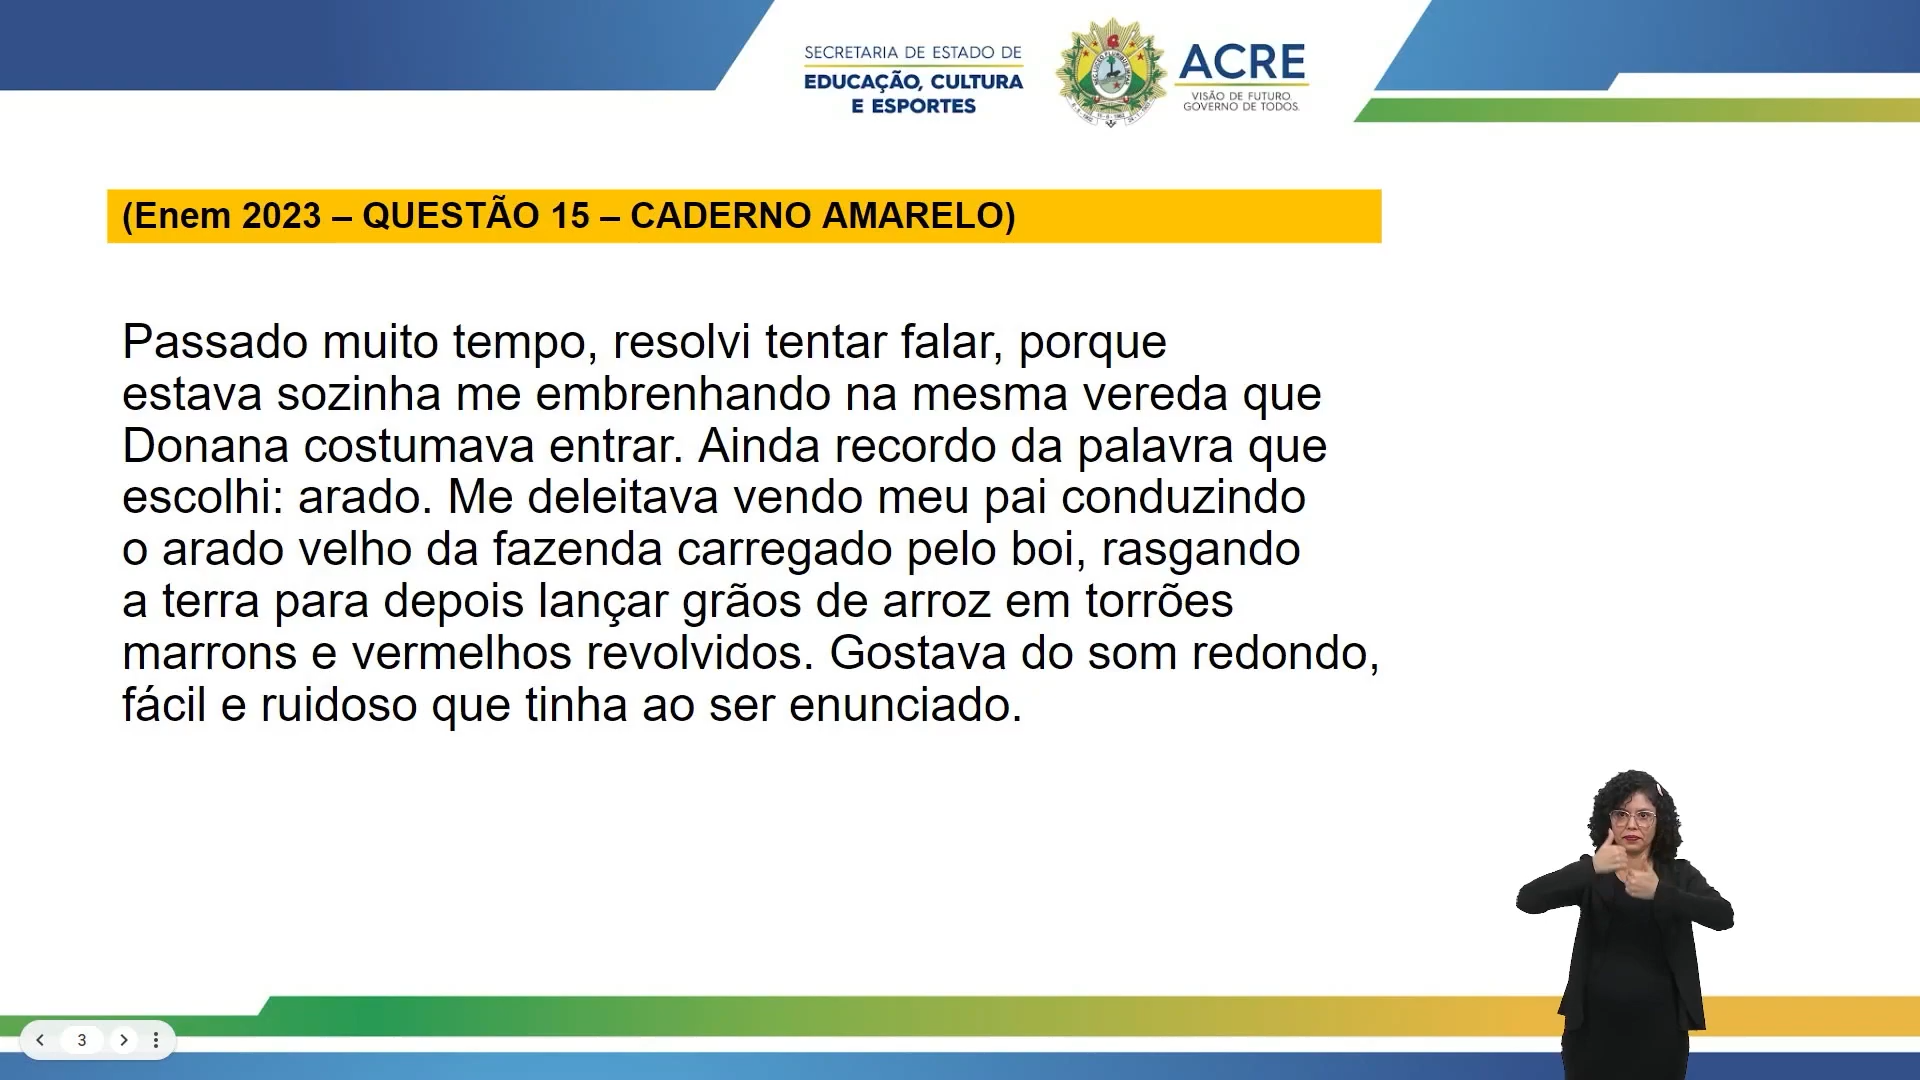 SECRETARIA DE ESTADO DE
EDUCAÇÃO, CULTURA
E ESPORTES
ACRE
VISÃO DE FUTURO.
GOVERNO DE TODOS.
(Enem 2023 – QUESTÃO 15 – CADERNO AMARELO)
Passado muito tempo, resolvi tentar falar, porque
estava sozinha me embrenhando na mesma vereda que
Donana costumava entrar. Ainda recordo da palavra que
escolhi: arado. Me deleitava vendo meu pai conduzindo
o arado velho da fazenda carregado pelo boi, rasgando
a terra para depois lançar grãos de arroz em torrões
marrons e vermelhos revolvidos. Gostava do som redondo,
fácil e ruidoso que tinha ao ser enunciado.
3